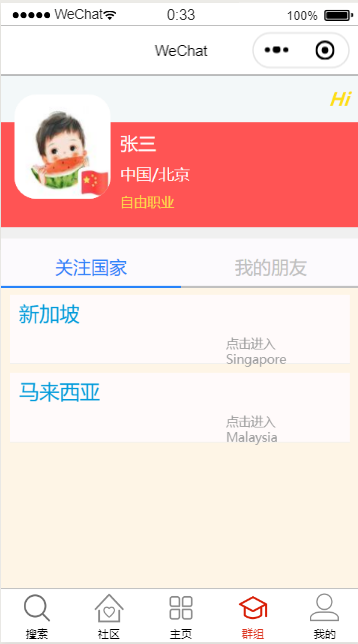 WeChat 0:33 100%
WeChat
Hi
张三
中国/北京
自由职业
关注国家 我的朋友
新加坡
点击进入
Singapore
马来西亚
点击进入
Malaysia
搜索 社区 主页 群组 我的